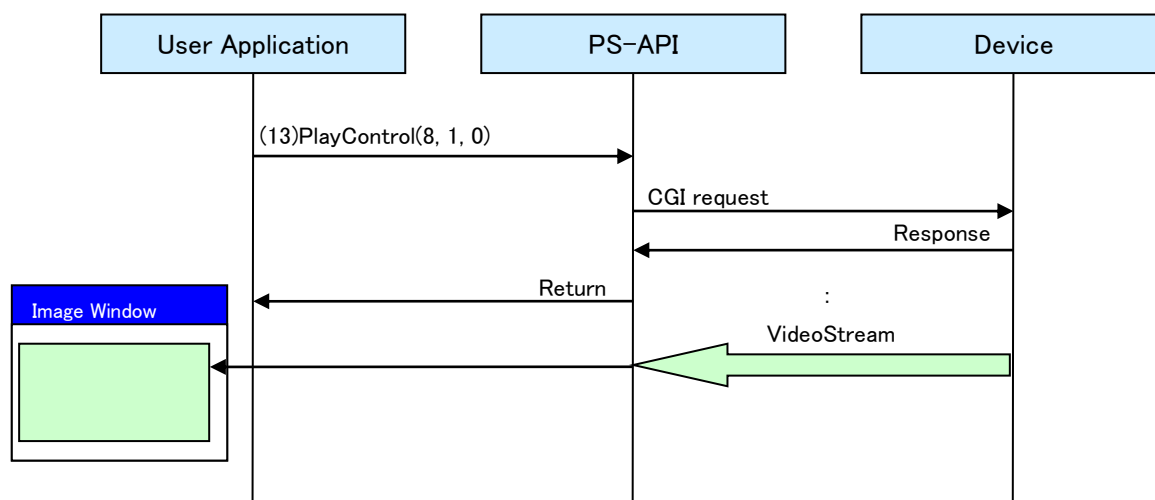 User Application
PS-API
Device
(13)PlayControl(8, 1, 0)
CGI request
Response
Return
:
Image Window
VideoStream